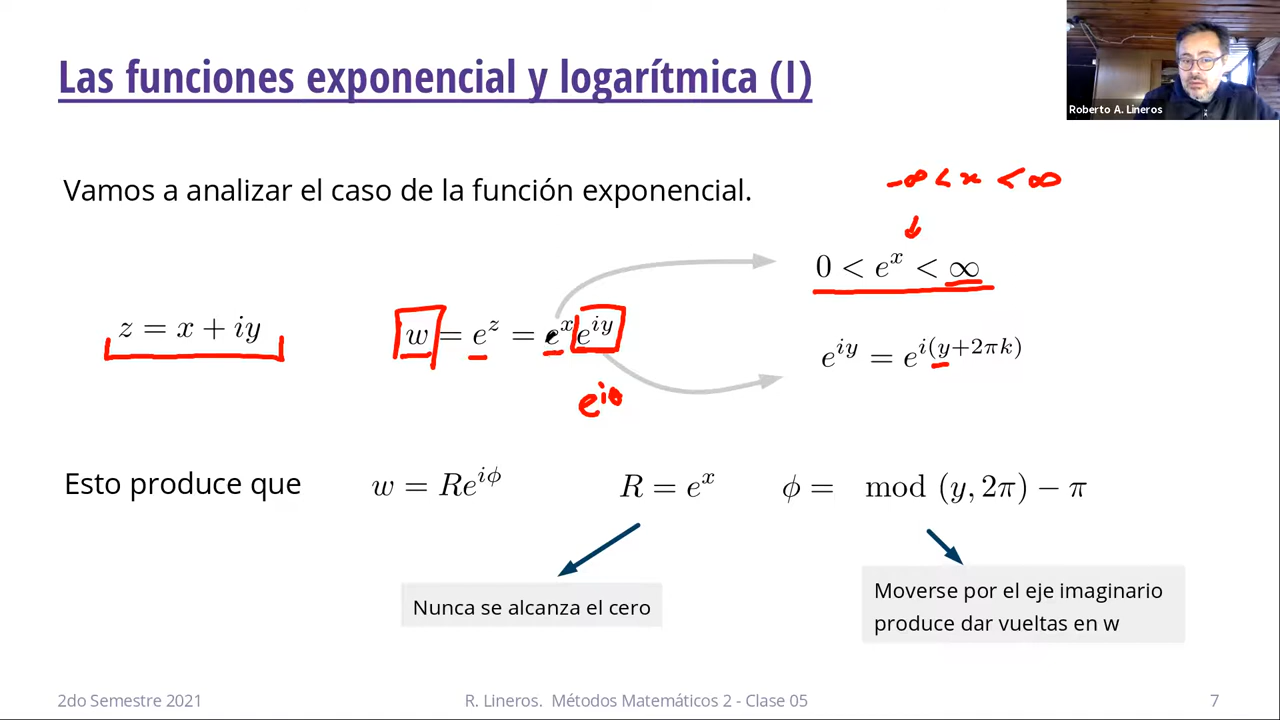 Las funciones exponencial y logarítmica (I)
Roberto A. Lineros
Vamos a analizar el caso de la función exponencial.
-∞ < x < ∞
0 < e^x < ∞
z = x + iy
w = e^z = e^x e^{iy}
e^{iy} = e^{i(y+2πk)}
e^{iθ}
Esto produce que w = Re^{iϕ} R = e^x ϕ = mod (y, 2π) − π
Nunca se alcanza el cero
Moverse por el eje imaginario
produce dar vueltas en w
2do Semestre 2021 R. Lineros. Métodos Matemáticos 2 - Clase 05 7